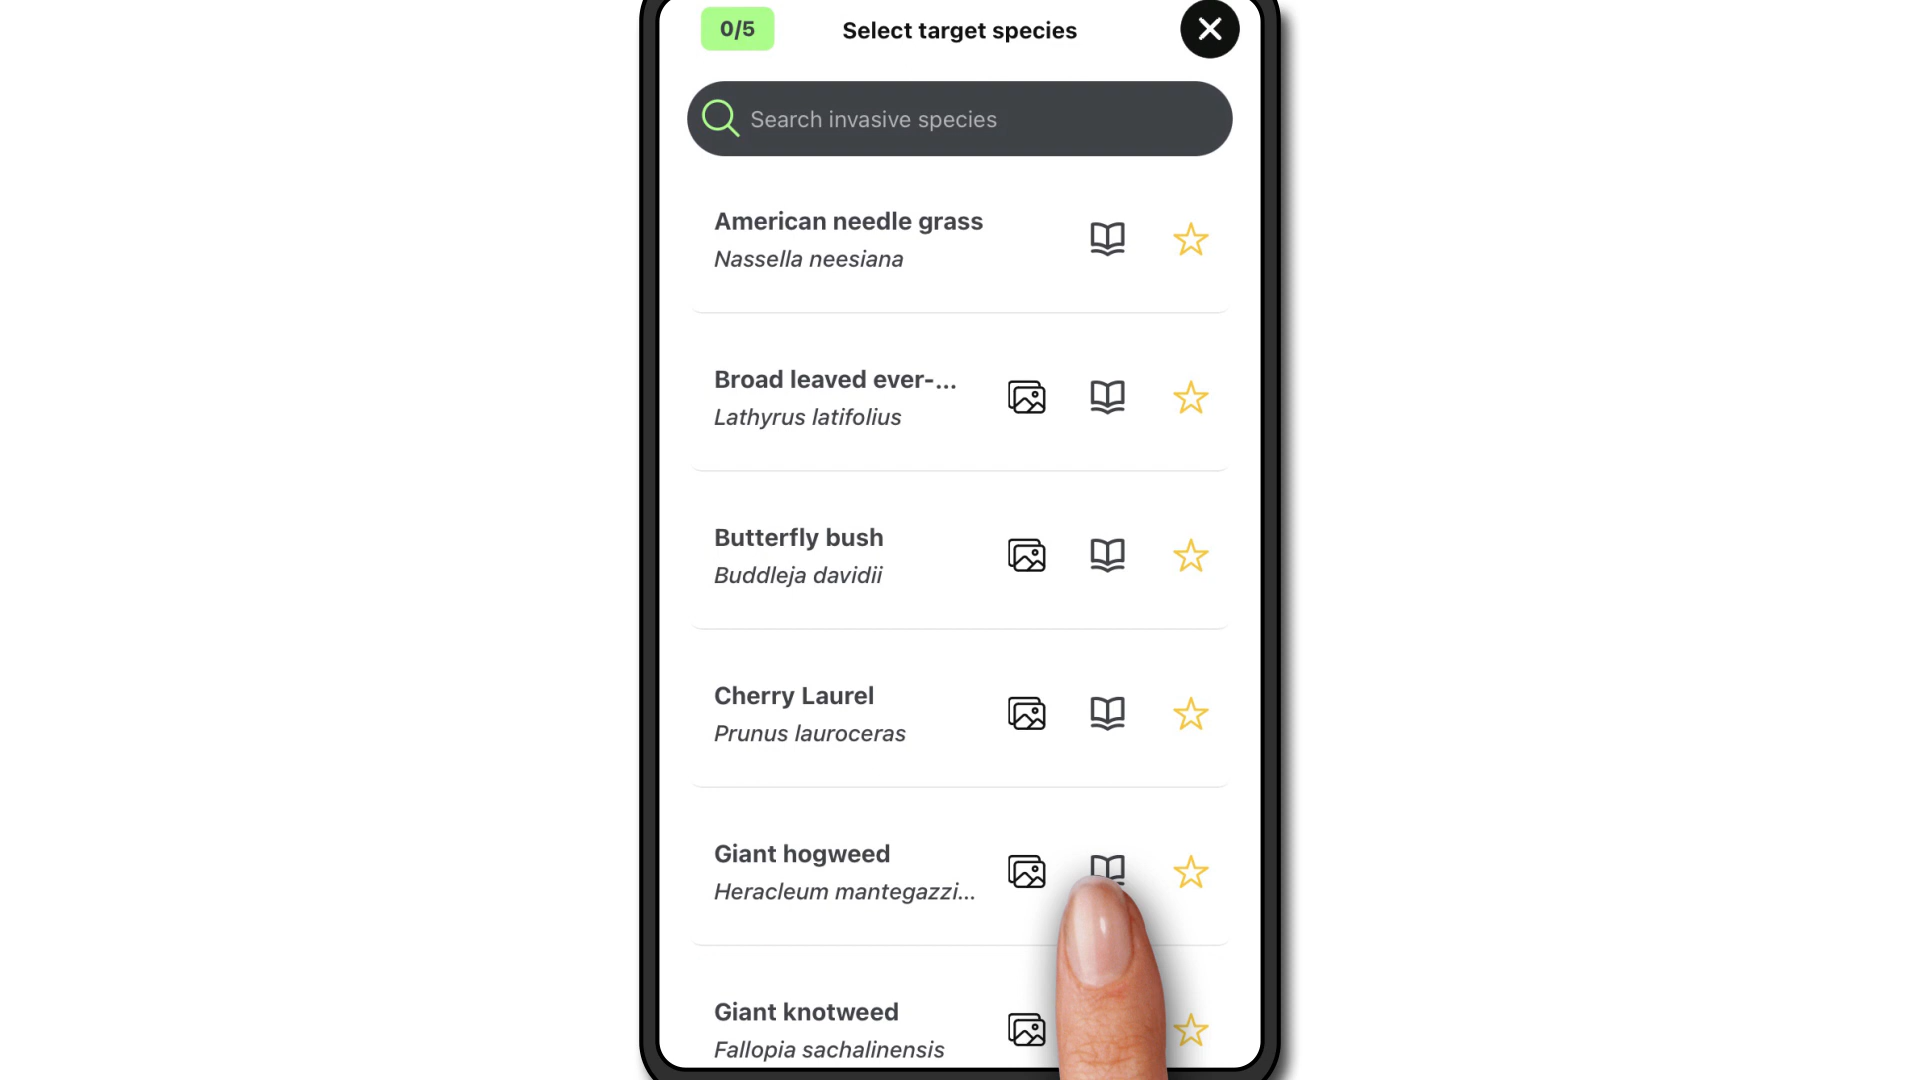 0/5
Select target species
Search invasive species
American needle grass
Nassella neesiana
Broad leaved ever-...
Lathyrus latifolius
Butterfly bush
Buddleja davidii
Cherry Laurel
Prunus lauroceras
Giant hogweed
Heracleum mantegazzi...
Giant knotweed
Fallopia sachalinensis